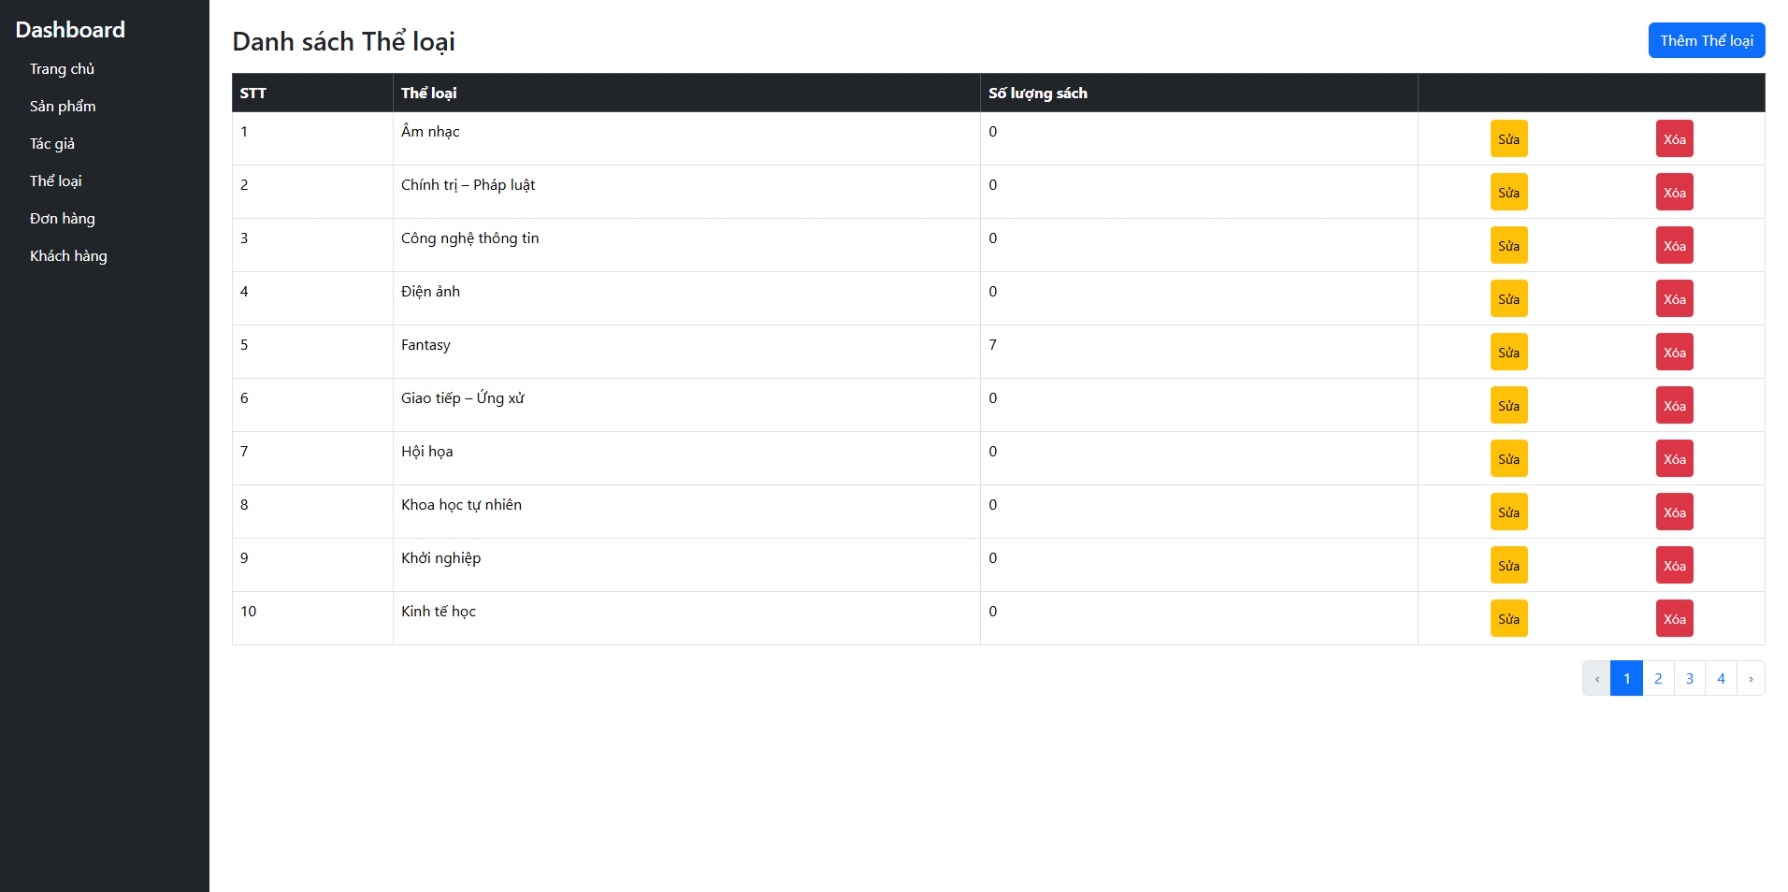 Dashboard
Trang chủ
Sản phẩm
Tác giả
Thể loại
Đơn hàng
Khách hàng
Danh sách Thể loại
Thêm Thể loại
STT Thể loại Số lượng sách
1 Âm nhạc 0 Sửa Xóa
2 Chính trị – Pháp luật 0 Sửa Xóa
3 Công nghệ thông tin 0 Sửa Xóa
4 Điện ảnh 0 Sửa Xóa
5 Fantasy 7 Sửa Xóa
6 Giao tiếp – Ứng xử 0 Sửa Xóa
7 Hội họa 0 Sửa Xóa
8 Khoa học tự nhiên 0 Sửa Xóa
9 Khởi nghiệp 0 Sửa Xóa
10 Kinh tế học 0 Sửa Xóa
‹ 1 2 3 4 ›